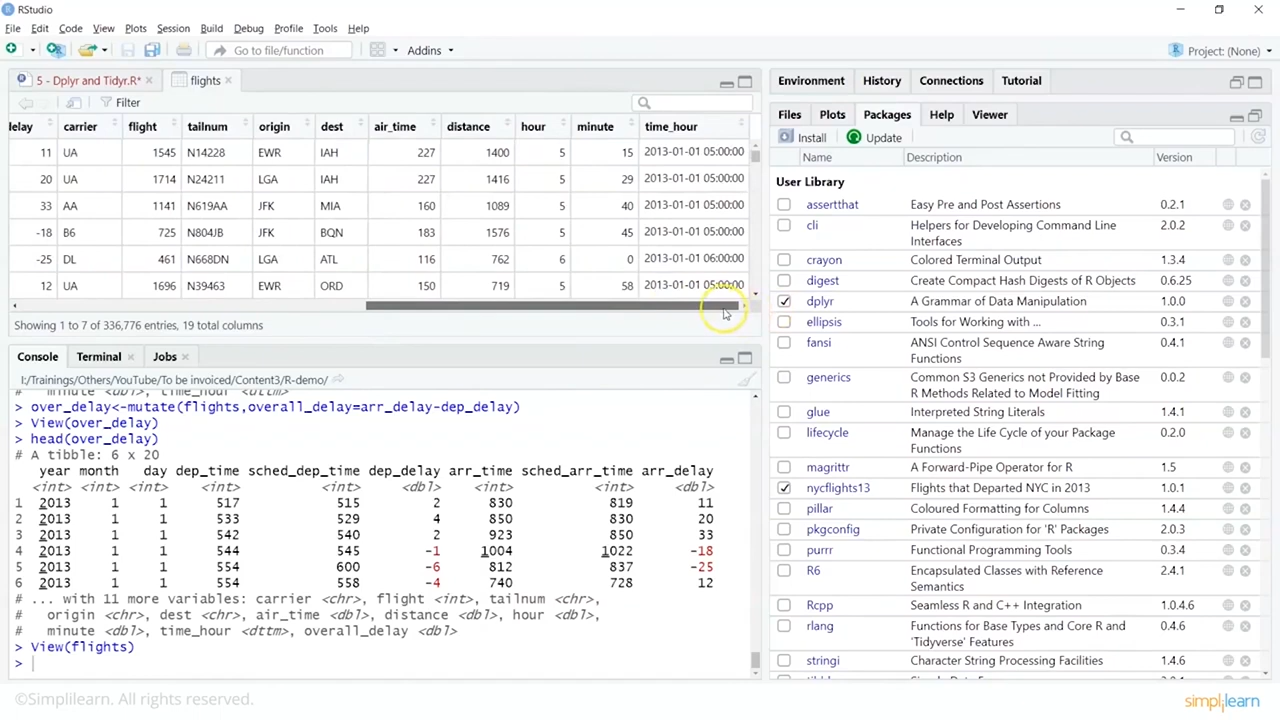 RStudio
File Edit Code View Plots Session Build Debug Profile Tools Help
Go to file/function Addins Project: (None)
5 - Dplyr and Tidyr.R* flights
Filter
delay carrier flight tailnum origin dest air_time distance hour minute time_hour
11 UA 1545 N14228 EWR IAH 227 1400 5 15 2013-01-01 05:00:00
20 UA 1714 N24211 LGA IAH 227 1416 5 29 2013-01-01 05:00:00
33 AA 1141 N619AA JFK MIA 160 1089 5 40 2013-01-01 05:00:00
-18 B6 725 N804JB JFK BQN 183 1576 5 45 2013-01-01 05:00:00
-25 DL 461 N668DN LGA ATL 116 762 6 0 2013-01-01 06:00:00
12 UA 1696 N39463 EWR ORD 150 719 5 58 2013-01-01 05:00:00
Showing 1 to 7 of 336,776 entries, 19 total columns
Console Terminal Jobs
I:/Trainings/Others/YouTube/To be invoiced/Content3/R-demo/
# minute <dbl>, time_hour <dttm>
> over_delay<-mutate(flights,overall_delay=arr_delay-dep_delay)
> View(over_delay)
> head(over_delay)
# A tibble: 6 x 20
year month day dep_time sched_dep_time dep_delay arr_time sched_arr_time arr_delay
<int> <int> <int> <int> <int> <dbl> <int> <int> <dbl>
1 2013 1 1 517 515 2 830 819 11
2 2013 1 1 533 529 4 850 830 20
3 2013 1 1 542 540 2 923 850 33
4 2013 1 1 544 545 -1 1004 1022 -18
5 2013 1 1 554 600 -6 812 837 -25
6 2013 1 1 554 558 -4 740 728 12
# ... with 11 more variables: carrier <chr>, flight <int>, tailnum <chr>,
# origin <chr>, dest <chr>, air_time <dbl>, distance <dbl>, hour <dbl>,
# minute <dbl>, time_hour <dttm>, overall_delay <dbl>
> View(flights)
>
Environment History Connections Tutorial
Files Plots Packages Help Viewer
Install Update
Name Description Version
User Library
assertthat Easy Pre and Post Assertions 0.2.1
cli Helpers for Developing Command Line 2.0.2
Interfaces
crayon Colored Terminal Output 1.3.4
digest Create Compact Hash Digests of R Objects 0.6.25
dplyr A Grammar of Data Manipulation 1.0.0
ellipsis Tools for Working with ... 0.3.1
fansi ANSI Control Sequence Aware String 0.4.1
Functions
generics Common S3 Generics not Provided by Base 0.0.2
R Methods Related to Model Fitting
glue Interpreted String Literals 1.4.1
lifecycle Manage the Life Cycle of your Package 0.2.0
Functions
magrittr A Forward-Pipe Operator for R 1.5
nycflights13 Flights that Departed NYC in 2013 1.0.1
pillar Coloured Formatting for Columns 1.4.4
pkgconfig Private Configuration for 'R' Packages 2.0.3
purrr Functional Programming Tools 0.3.4
R6 Encapsulated Classes with Reference 2.4.1
Semantics
Rcpp Seamless R and C++ Integration 1.0.4.6
rlang Functions for Base Types and Core R and 0.4.6
'Tidyverse' Features
stringi Character String Processing Facilities 1.4.6
©Simplilearn. All rights reserved.
simplilearn